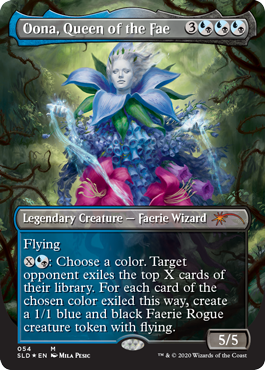 Oona, Queen of the Fae 3
Legendary Creature — Faerie Wizard
Flying
X: Choose a color. Target
opponent exiles the top X cards of
their library. For each card of the
chosen color exiled this way, create
a 1/1 blue and black Faerie Rogue
creature token with flying.
5/5
054 M
SLD ★ EN Mila Pesic ™ & © 2020 Wizards of the Coast